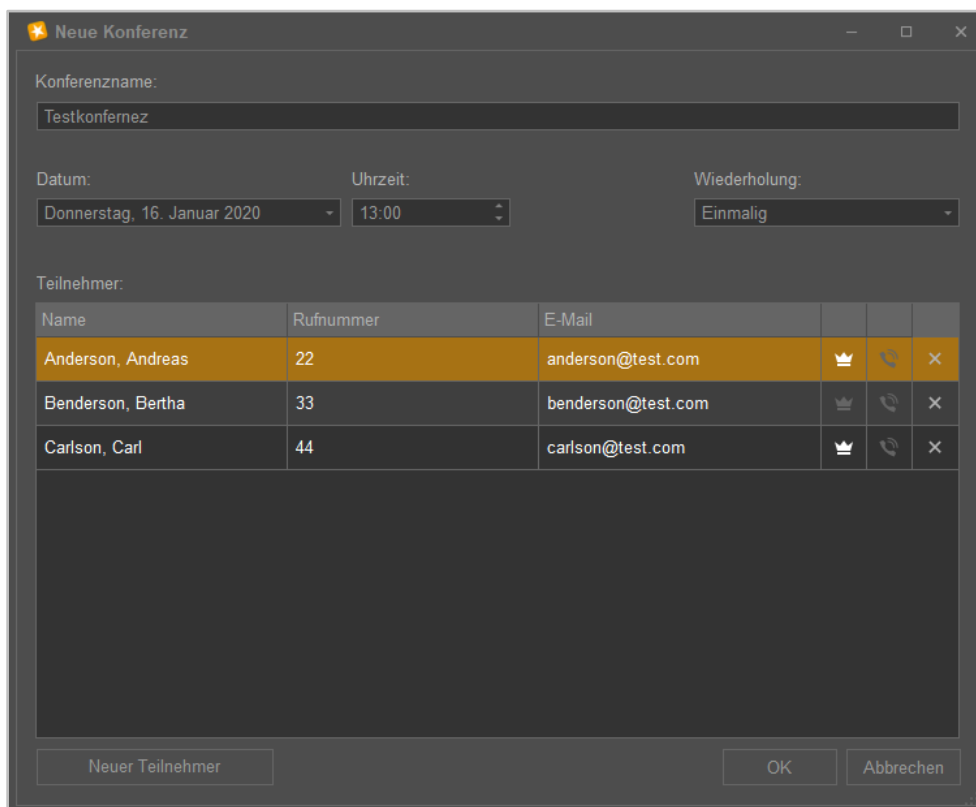 Neue Konferenz
Konferenzname:
Testkonfernez
Datum: Uhrzeit: Wiederholung:
Donnerstag, 16. Januar 2020 13:00 Einmalig
Teilnehmer:
Name Rufnummer E-Mail
Anderson, Andreas 22 anderson@test.com
Benderson, Bertha 33 benderson@test.com
Carlson, Carl 44 carlson@test.com
Neuer Teilnehmer OK Abbrechen